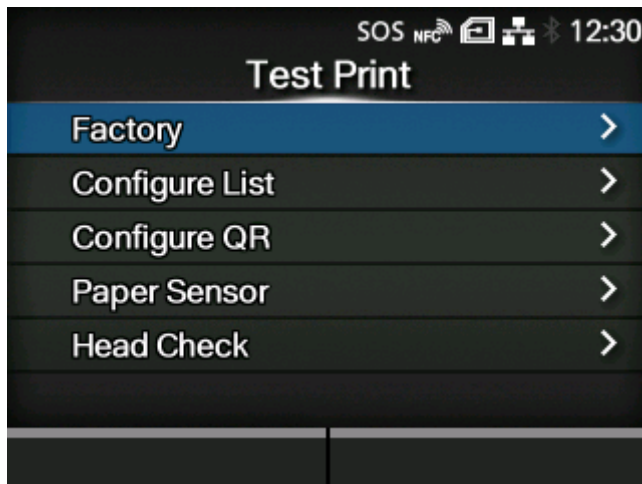 SOS NFC 12:30
Test Print
Factory
Configure List
Configure QR
Paper Sensor
Head Check